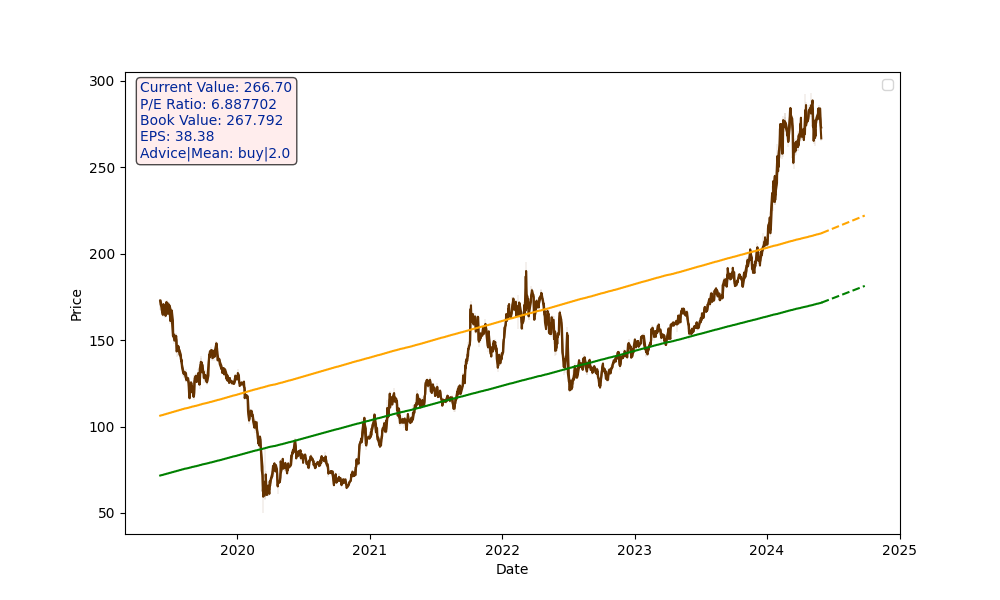 Current Value: 266.70
P/E Ratio: 6.887702
Book Value: 267.792
EPS: 38.38
Advice|Mean: buy|2.0
300
250
200
150
100
50
Price
2020 2021 2022 2023 2024 2025
Date